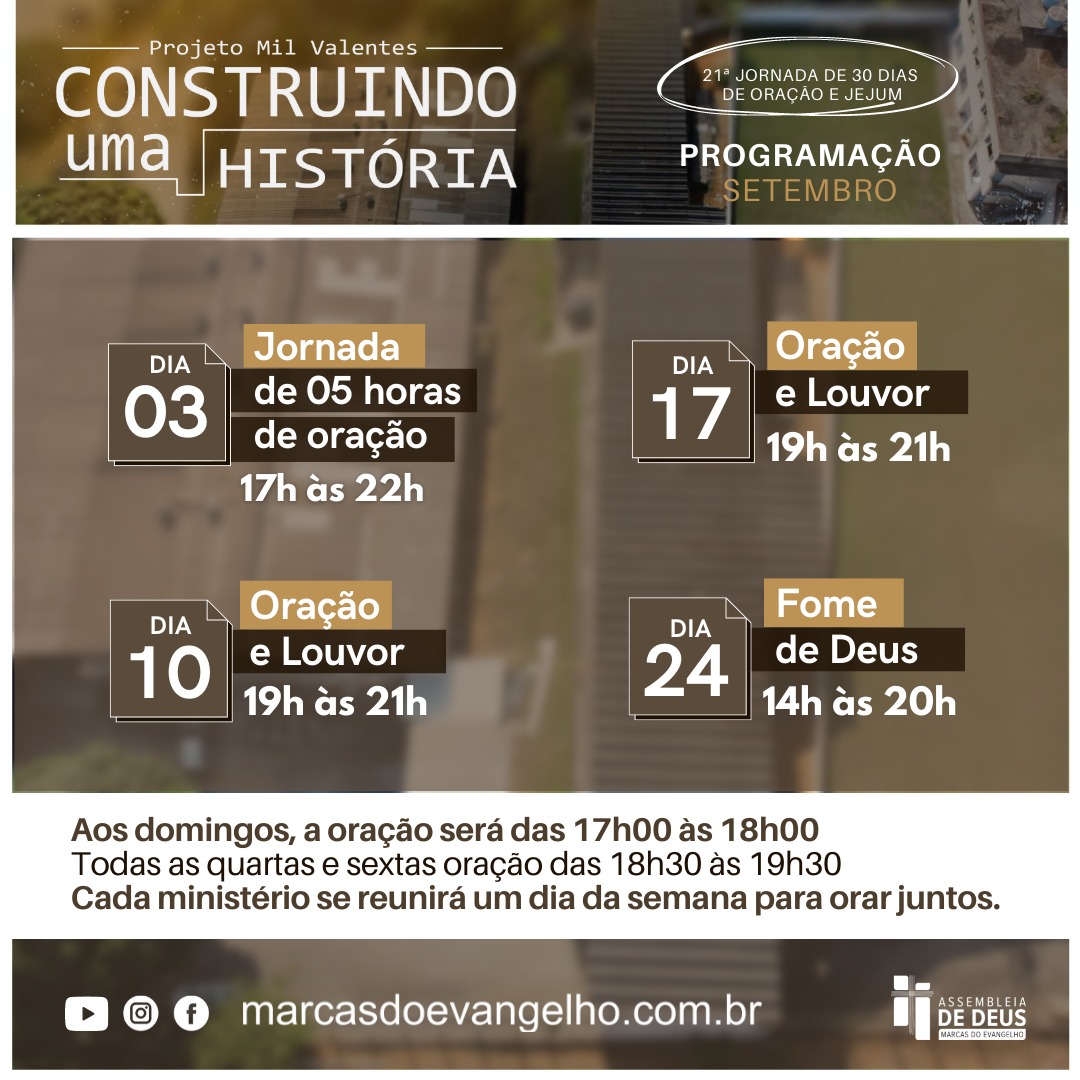 Projeto Mil Valentes
CONSTRUINDO
uma
HISTÓRIA
21ª JORNADA DE 30 DIAS
DE ORAÇÃO E JEJUM
PROGRAMAÇÃO
SETEMBRO
DIA
03
Jornada
de 05 horas
de oração
17h às 22h
DIA
17
Oração
e Louvor
19h às 21h
DIA
10
Oração
e Louvor
19h às 21h
DIA
24
Fome
de Deus
14h às 20h
Aos domingos, a oração será das 17h00 às 18h00
Todas as quartas e sextas oração das 18h30 às 19h30
Cada ministério se reunirá um dia da semana para orar juntos.
marcasdoevangelho.com.br
ASSEMBLEIA
DE DEUS
MARCAS DO EVANGELHO